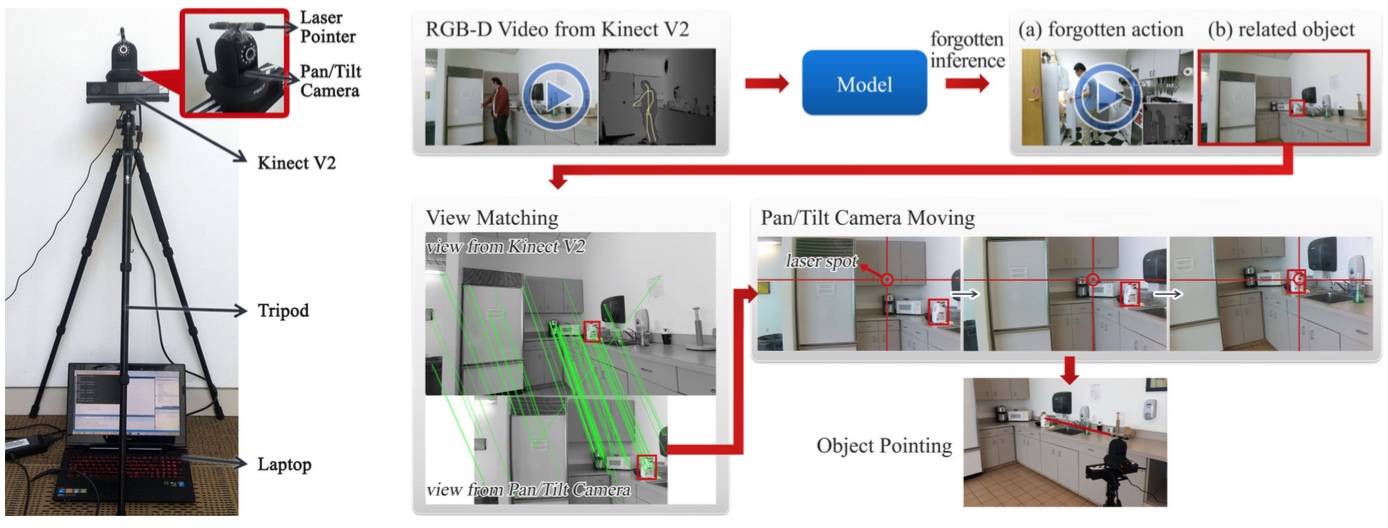 Laser
Pointer
Pan/Tilt
Camera
Kinect V2
Tripod
Laptop
RGB-D Video from Kinect V2
Model
forgotten
inference
(a) forgotten action
(b) related object
View Matching
view from Kinect V2
view from Pan/Tilt Camera
Pan/Tilt Camera Moving
laser spot
Object Pointing